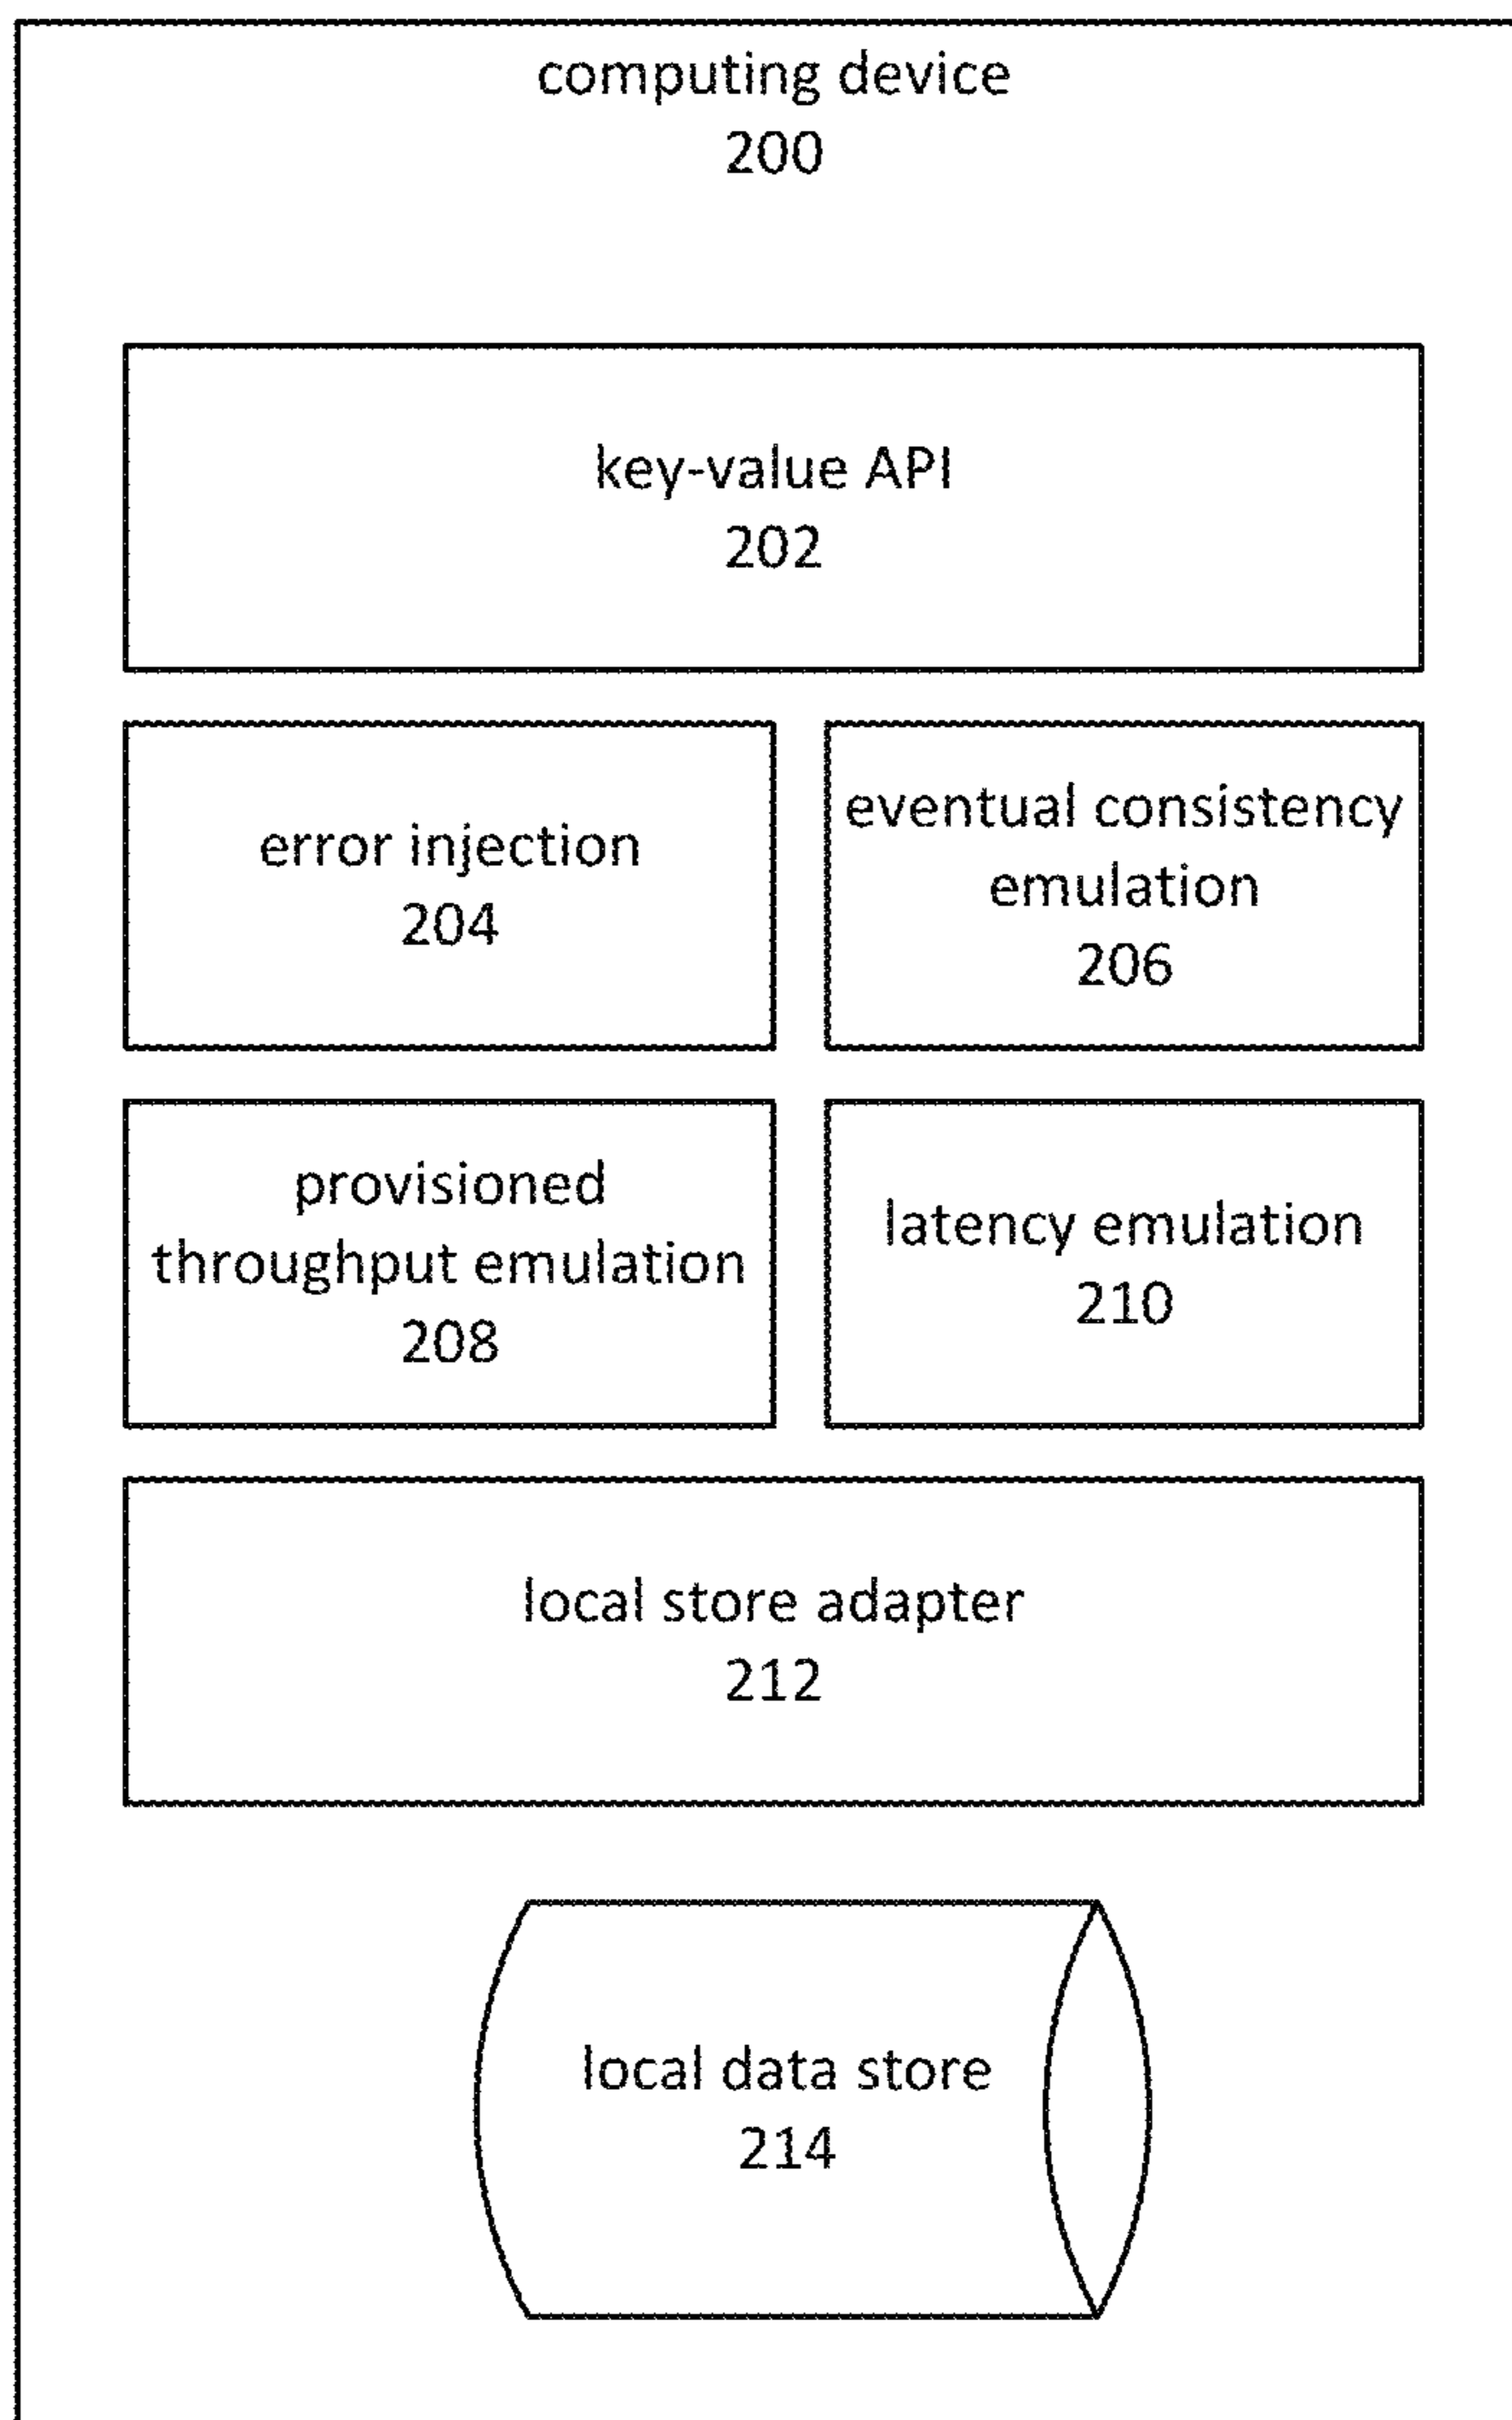 computing device
200
key-value API
202
error injection
204
eventual consistency
emulation
206
provisioned
throughput emulation
208
latency emulation
210
local store adapter
212
local data store
214